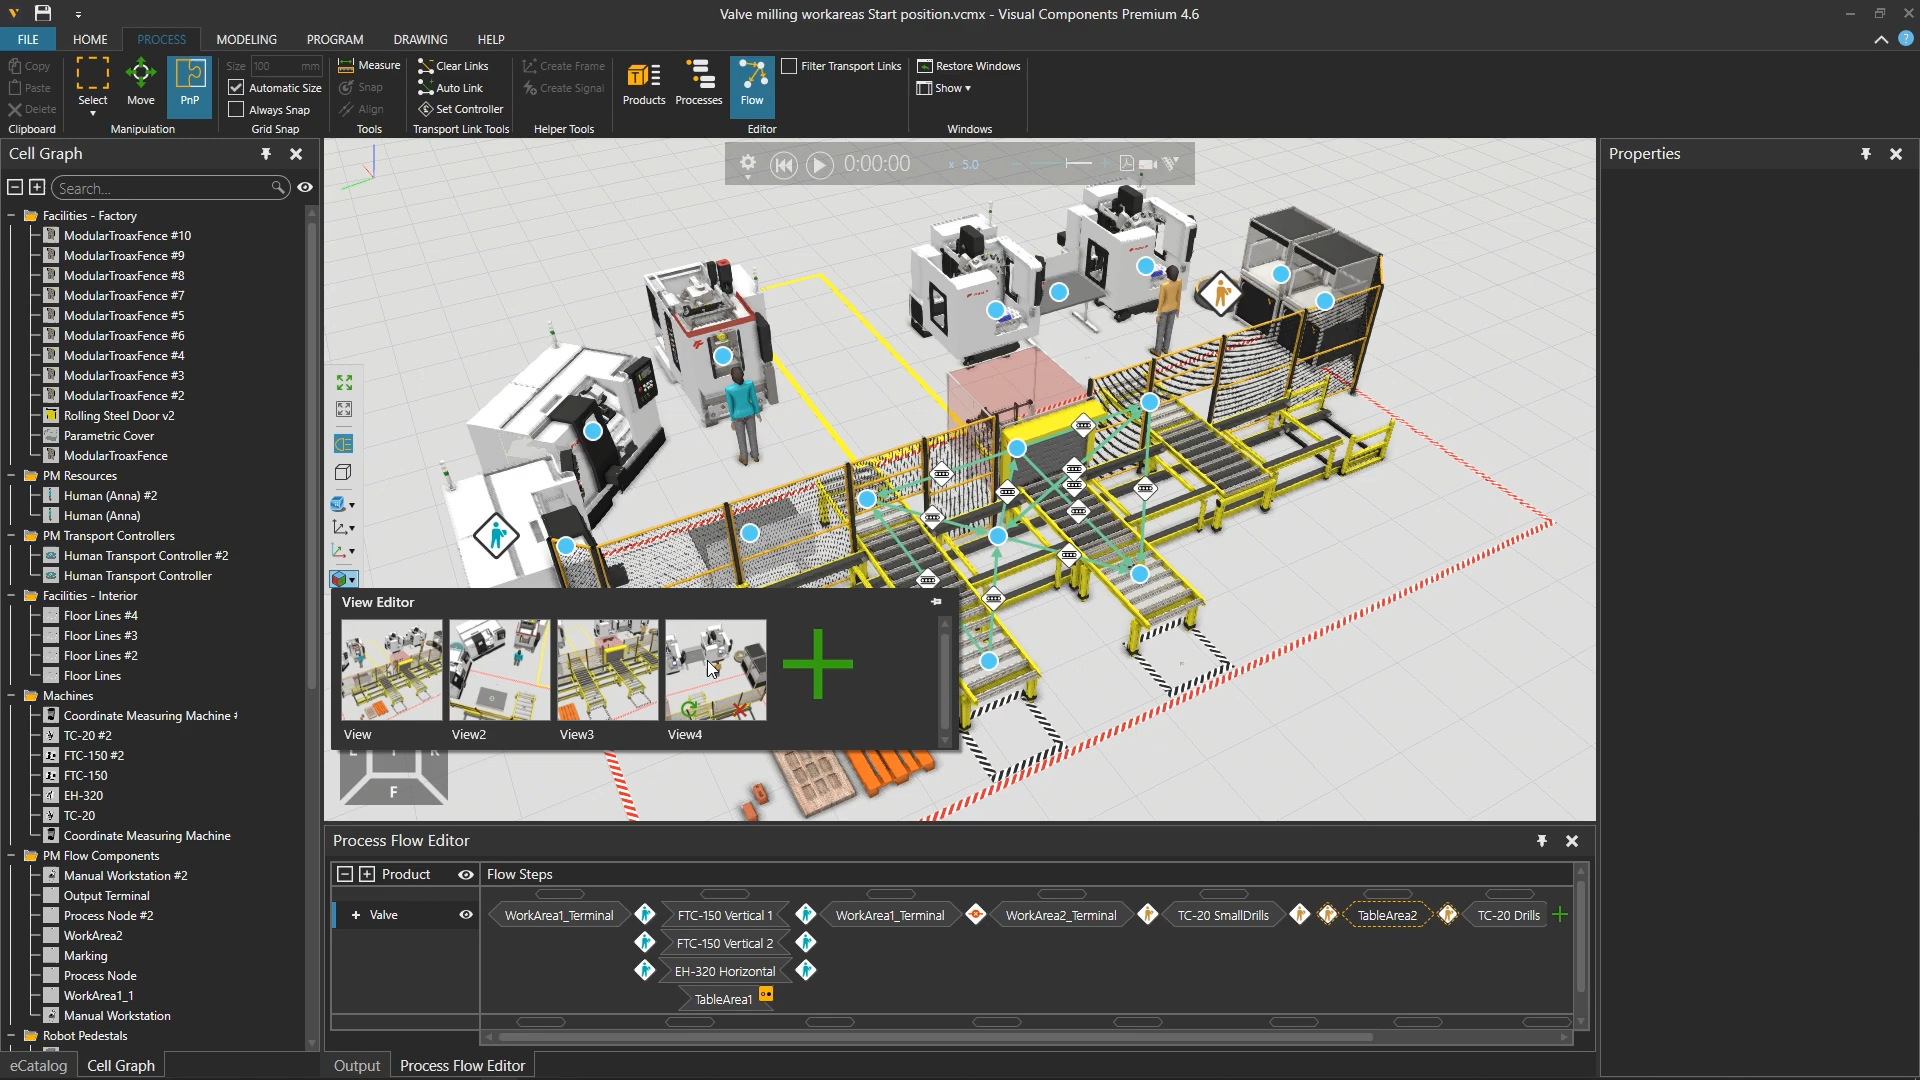 Valve milling workareas Start position.vcmx - Visual Components Premium 4.6
FILE HOME PROCESS MODELING PROGRAM DRAWING HELP
Copy
Paste
Delete
Clipboard
Select
Move
PnP
Manipulation
Size 100 mm
Automatic Size
Always Snap
Grid Snap
Measure
Snap
Align
Tools
Clear Links
Auto Link
Set Controller
Transport Link Tools
Create Frame
Create Signal
Helper Tools
Products
Processes
Flow
Filter Transport Links
Editor
Restore Windows
Show
Windows
Cell Graph
Search...
Facilities - Factory
ModularTroaxFence #10
ModularTroaxFence #9
ModularTroaxFence #8
ModularTroaxFence #7
ModularTroaxFence #5
ModularTroaxFence #6
ModularTroaxFence #4
ModularTroaxFence #3
ModularTroaxFence #2
Rolling Steel Door v2
Parametric Cover
ModularTroaxFence
PM Resources
Human (Anna) #2
Human (Anna)
PM Transport Controllers
Human Transport Controller #2
Human Transport Controller
Facilities - Interior
Floor Lines #4
Floor Lines #3
Floor Lines #2
Floor Lines
Machines
Coordinate Measuring Machine
TC-20 #2
FTC-150 #2
FTC-150
EH-320
TC-20
Coordinate Measuring Machine
PM Flow Components
Manual Workstation #2
Output Terminal
Process Node #2
WorkArea2
Marking
Process Node
WorkArea1_1
Manual Workstation
Robot Pedestals
eCatalog
Cell Graph
0:00:00
x 5.0
View Editor
View
View2
View3
View4
F
Properties
Process Flow Editor
Product
Flow Steps
Valve
WorkArea1_Terminal FTC-150 Vertical 1 WorkArea1_Terminal WorkArea2_Terminal TC-20 SmallDrills TableArea2 TC-20 Drills
FTC-150 Vertical 2
EH-320 Horizontal
TableArea1
Output
Process Flow Editor